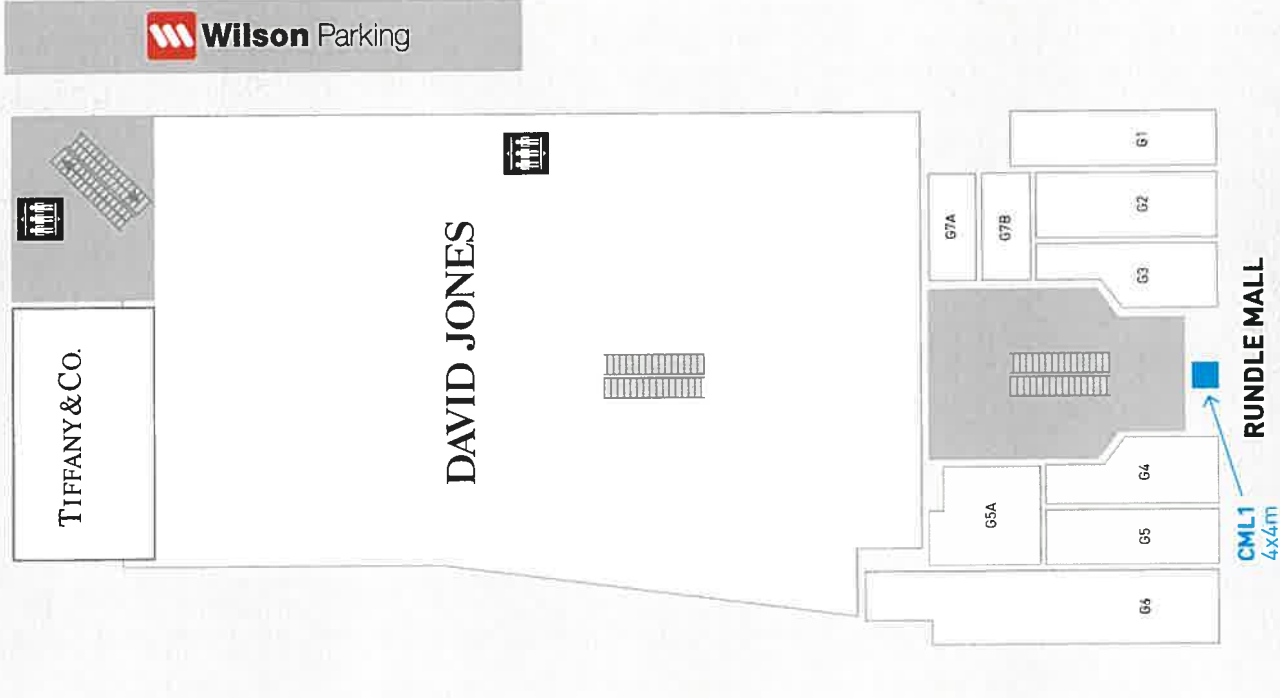 Wilson Parking
G1
G2
G3
G7A
G7B
TIFFANY & CO.
DAVID JONES
RUNDLE MALL
G4
G5A
G5
G6
CML1
4x4m